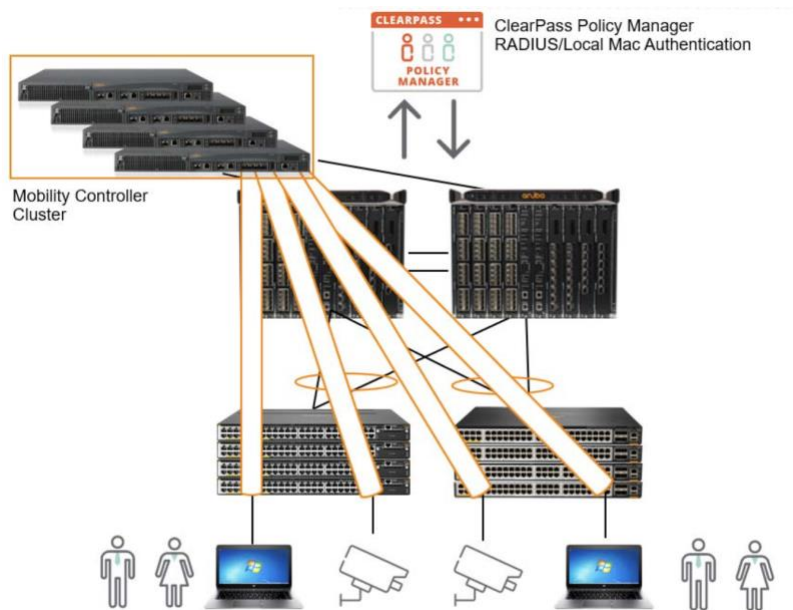 CLEARPASS
POLICY
MANAGER
ClearPass Policy Manager
RADIUS/Local Mac Authentication
Mobility Controller
Cluster
aruba